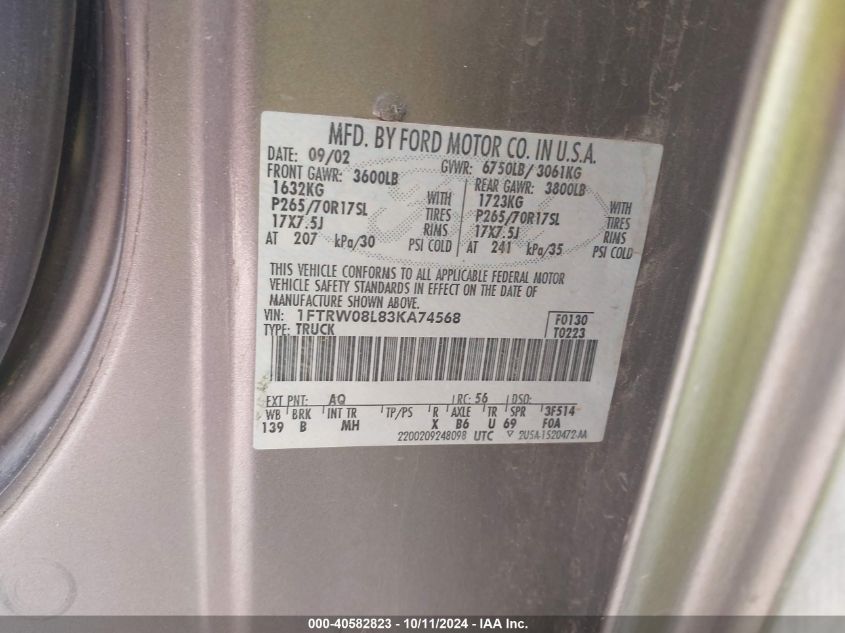 MFD. BY FORD MOTOR CO. IN U.S.A.
DATE: 09/02 GVWR: 6750LB/ 3061KG
FRONT GAWR: 3600LB REAR GAWR: 3800LB
1632KG WITH 1723KG WITH
P265/70R17SL TIRES P265/70R17SL TIRES
17X7.5J RIMS 17X7.5J RIMS
AT 207 kPa/30 PSI COLD AT 241 kPa/35 PSI COLD
THIS VEHICLE CONFORMS TO ALL APPLICABLE FEDERAL MOTOR
VEHICLE SAFETY STANDARDS IN EFFECT ON THE DATE OF
MANUFACTURE SHOWN ABOVE.
VIN: 1FTRW08L83KA74568 F0130
TYPE: TRUCK T0223
EXT PNT: AQ RC: 56 DSO:
WB BRK INT TR TP/PS R AXLE TR SPR 3F514
139 B MH X B6 U 69 F0A
2200209248098 UTC 2U5A-1520472-AA
000-40582823 - 10/11/2024 - IAA Inc.